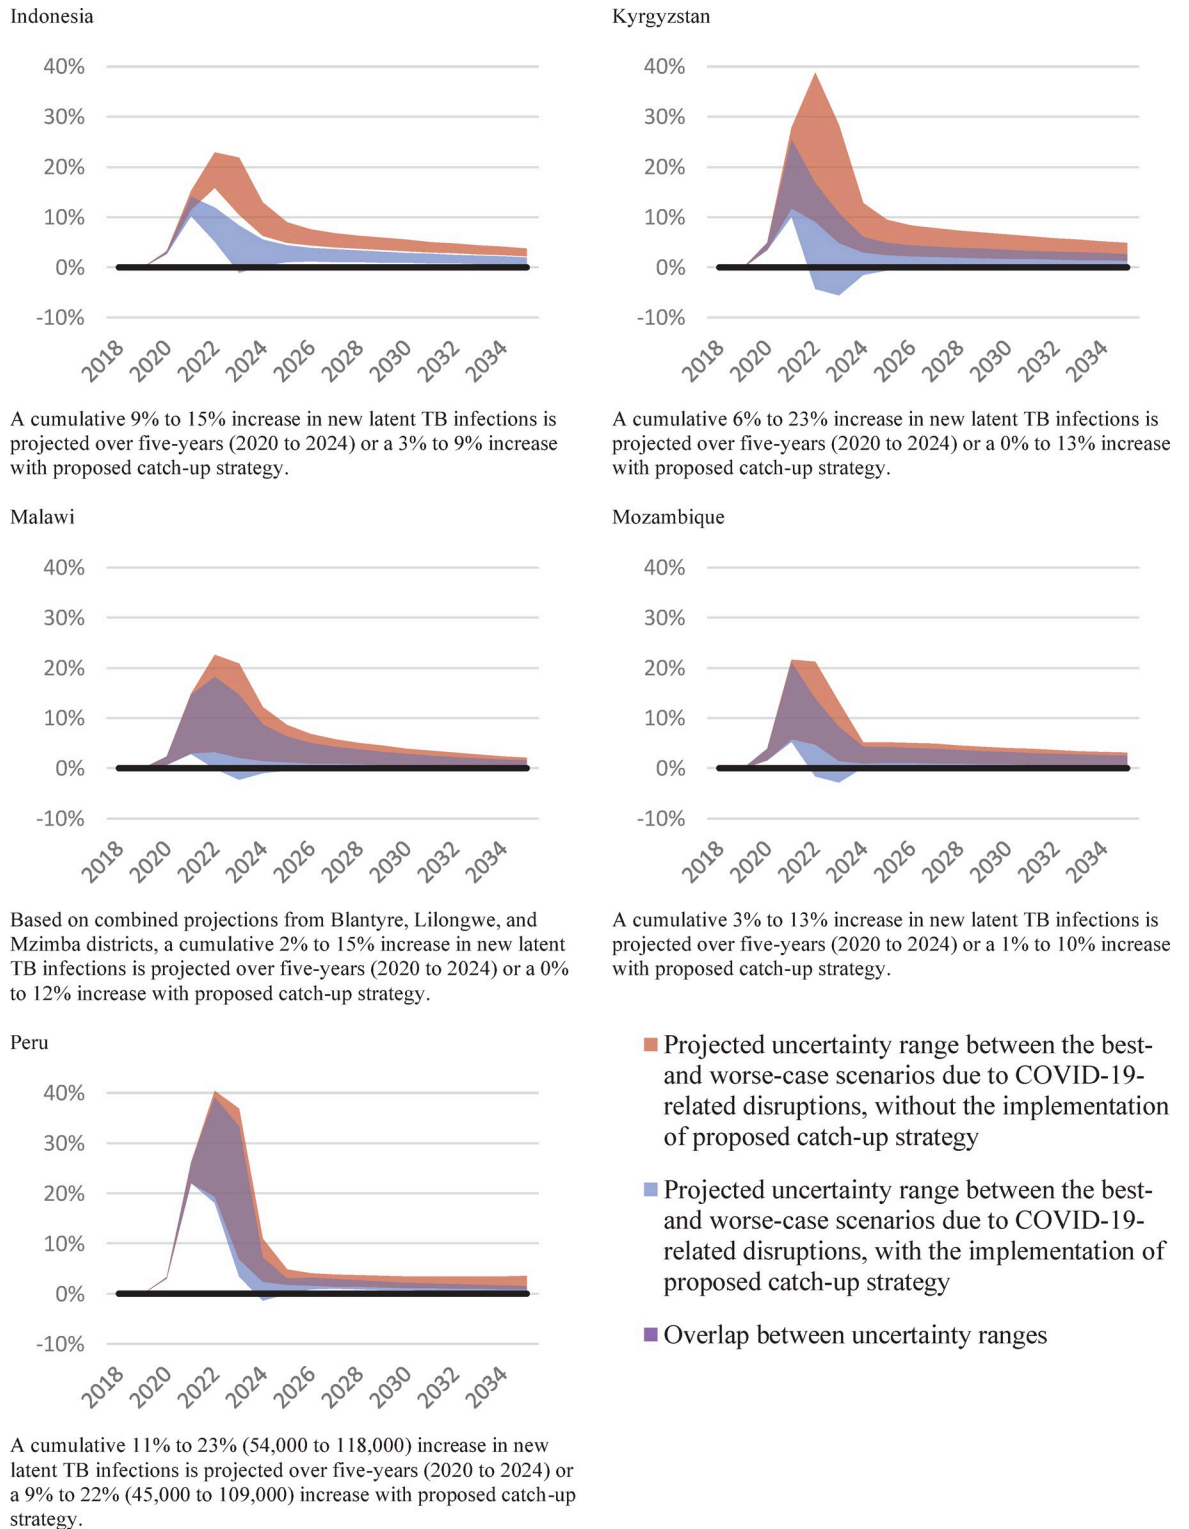 Indonesia
40%
30%
20%
10%
0%
-10%
2018
2020
2022
2024
2026
2028
2030
2032
2034
A cumulative 9% to 15% increase in new latent TB infections is
projected over five-years (2020 to 2024) or a 3% to 9% increase
with proposed catch-up strategy.
Kyrgyzstan
40%
30%
20%
10%
0%
-10%
2018
2020
2022
2024
2026
2028
2030
2032
2034
A cumulative 6% to 23% increase in new latent TB infections is
projected over five-years (2020 to 2024) or a 0% to 13% increase
with proposed catch-up strategy.
Malawi
40%
30%
20%
10%
0%
-10%
2018
2020
2022
2024
2026
2028
2030
2032
2034
Based on combined projections from Blantyre, Lilongwe, and
Mzimba districts, a cumulative 2% to 15% increase in new latent
TB infections is projected over five-years (2020 to 2024) or a 0%
to 12% increase with proposed catch-up strategy.
Mozambique
40%
30%
20%
10%
0%
-10%
2018
2020
2022
2024
2026
2028
2030
2032
2034
A cumulative 3% to 13% increase in new latent TB infections is
projected over five-years (2020 to 2024) or a 1% to 10% increase
with proposed catch-up strategy.
Peru
40%
30%
20%
10%
0%
-10%
2018
2020
2022
2024
2026
2028
2030
2032
2034
A cumulative 11% to 23% (54,000 to 118,000) increase in new
latent TB infections is projected over five-years (2020 to 2024) or
a 9% to 22% (45,000 to 109,000) increase with proposed catch-up
strategy.
Projected uncertainty range between the best-
and worse-case scenarios due to COVID-19-
related disruptions, without the implementation
of proposed catch-up strategy
Projected uncertainty range between the best-
and worse-case scenarios due to COVID-19-
related disruptions, with the implementation of
proposed catch-up strategy
Overlap between uncertainty ranges